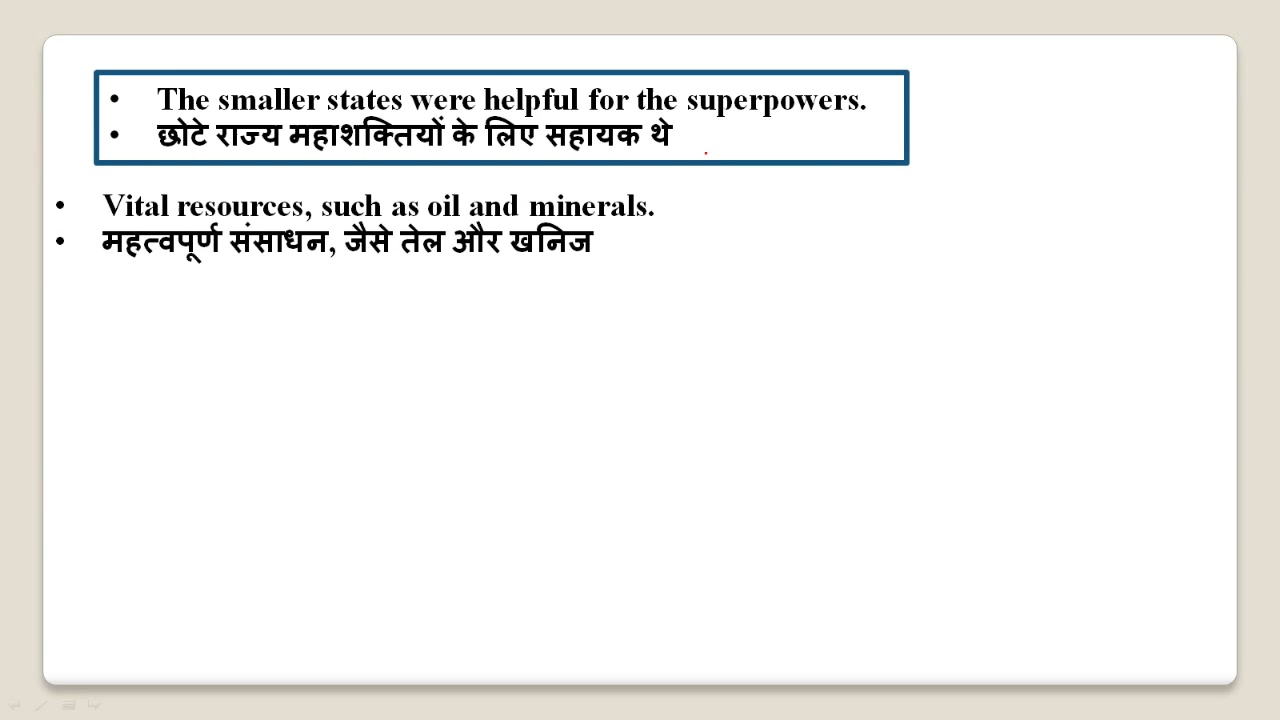 • The smaller states were helpful for the superpowers.
• छोटे राज्य महाशक्तियों के लिए सहायक थे
• Vital resources, such as oil and minerals.
• महत्वपूर्ण संसाधन, जैसे तेल और खनिज